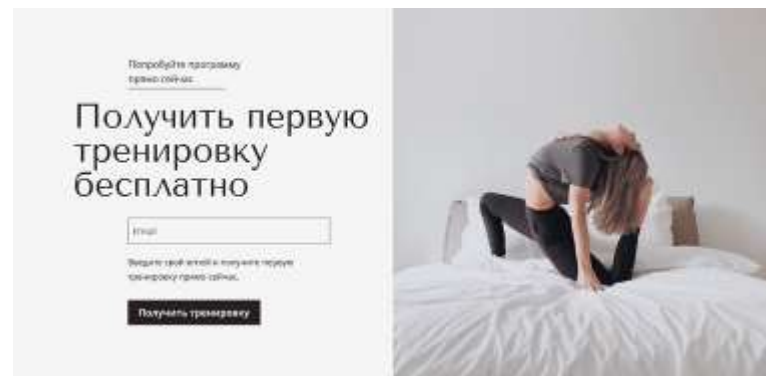 Попробуйте программу
прямо сейчас
Получить первую
тренировку
бесплатно
Email
Введите свой email и получите первую
тренировку прямо сейчас.
Получить тренировку